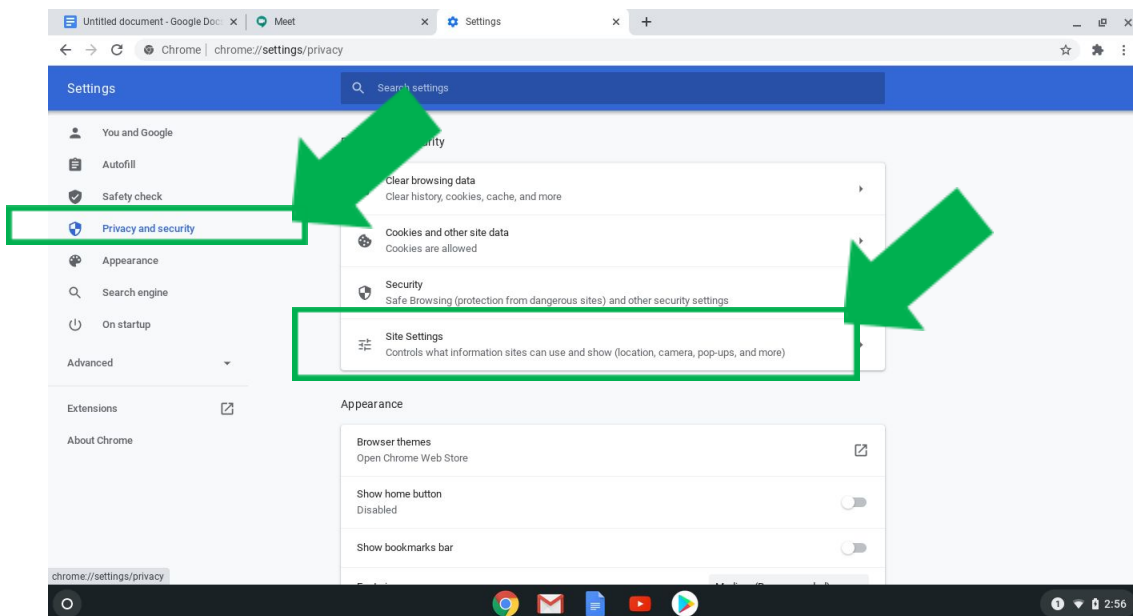 Untitled document - Google Doc
Meet
Settings
Chrome | chrome://settings/privacy
Settings
Search settings
You and Google
Autofill
Safety check
Privacy and security
Appearance
Search engine
On startup
Advanced
Extensions
About Chrome
Clear browsing data
Clear history, cookies, cache, and more
Cookies and other site data
Cookies are allowed
Security
Safe Browsing (protection from dangerous sites) and other security settings
Site Settings
Controls what information sites can use and show (location, camera, pop-ups, and more)
Appearance
Browser themes
Open Chrome Web Store
Show home button
Disabled
Show bookmarks bar
chrome://settings/privacy
1 2:56